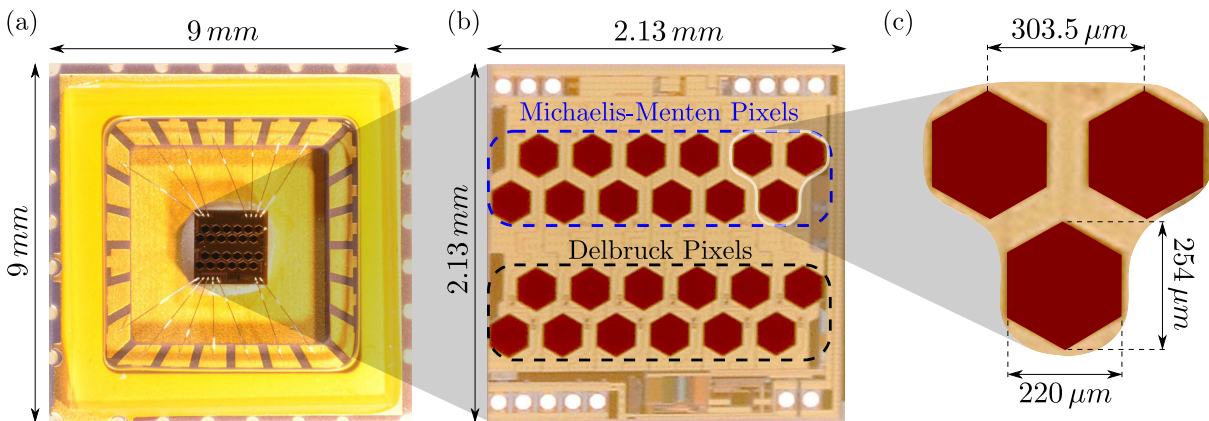 (a)
9 mm
9 mm
(b)
2.13 mm
2.13 mm
Michaelis-Menten Pixels
Delbruck Pixels
(c)
303.5 μm
254 μm
220 μm